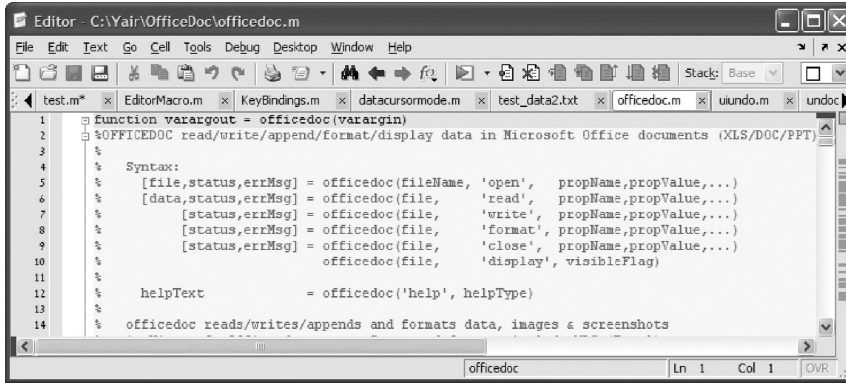 Editor - C:\Yair\OfficeDoc\officedoc.m
File Edit Text Go Cell Tools Debug Desktop Window Help
Stack: Base
test.m* EditorMacro.m KeyBindings.m datacursormode.m test_data2.txt officedoc.m uiundo.m undoc
1 function varargout = officedoc(varargin)
2 %OFFICEDOC read/write/append/format/display data in Microsoft Office documents (XLS/DOC/PPT)
3 %
4 % Syntax:
5 % [file,status,errMsg] = officedoc(fileName, 'open', propName,propValue,...)
6 % [data,status,errMsg] = officedoc(file, 'read', propName,propValue,...)
7 % [status,errMsg] = officedoc(file, 'write', propName,propValue,...)
8 % [status,errMsg] = officedoc(file, 'format', propName,propValue,...)
9 % [status,errMsg] = officedoc(file, 'close', propName,propValue,...)
10 % officedoc(file, 'display', visibleFlag)
11 %
12 % helpText = officedoc('help', helpType)
13 %
14 % officedoc reads/writes/appends and formats data, images & screenshots
officedoc Ln 1 Col 1 OVR